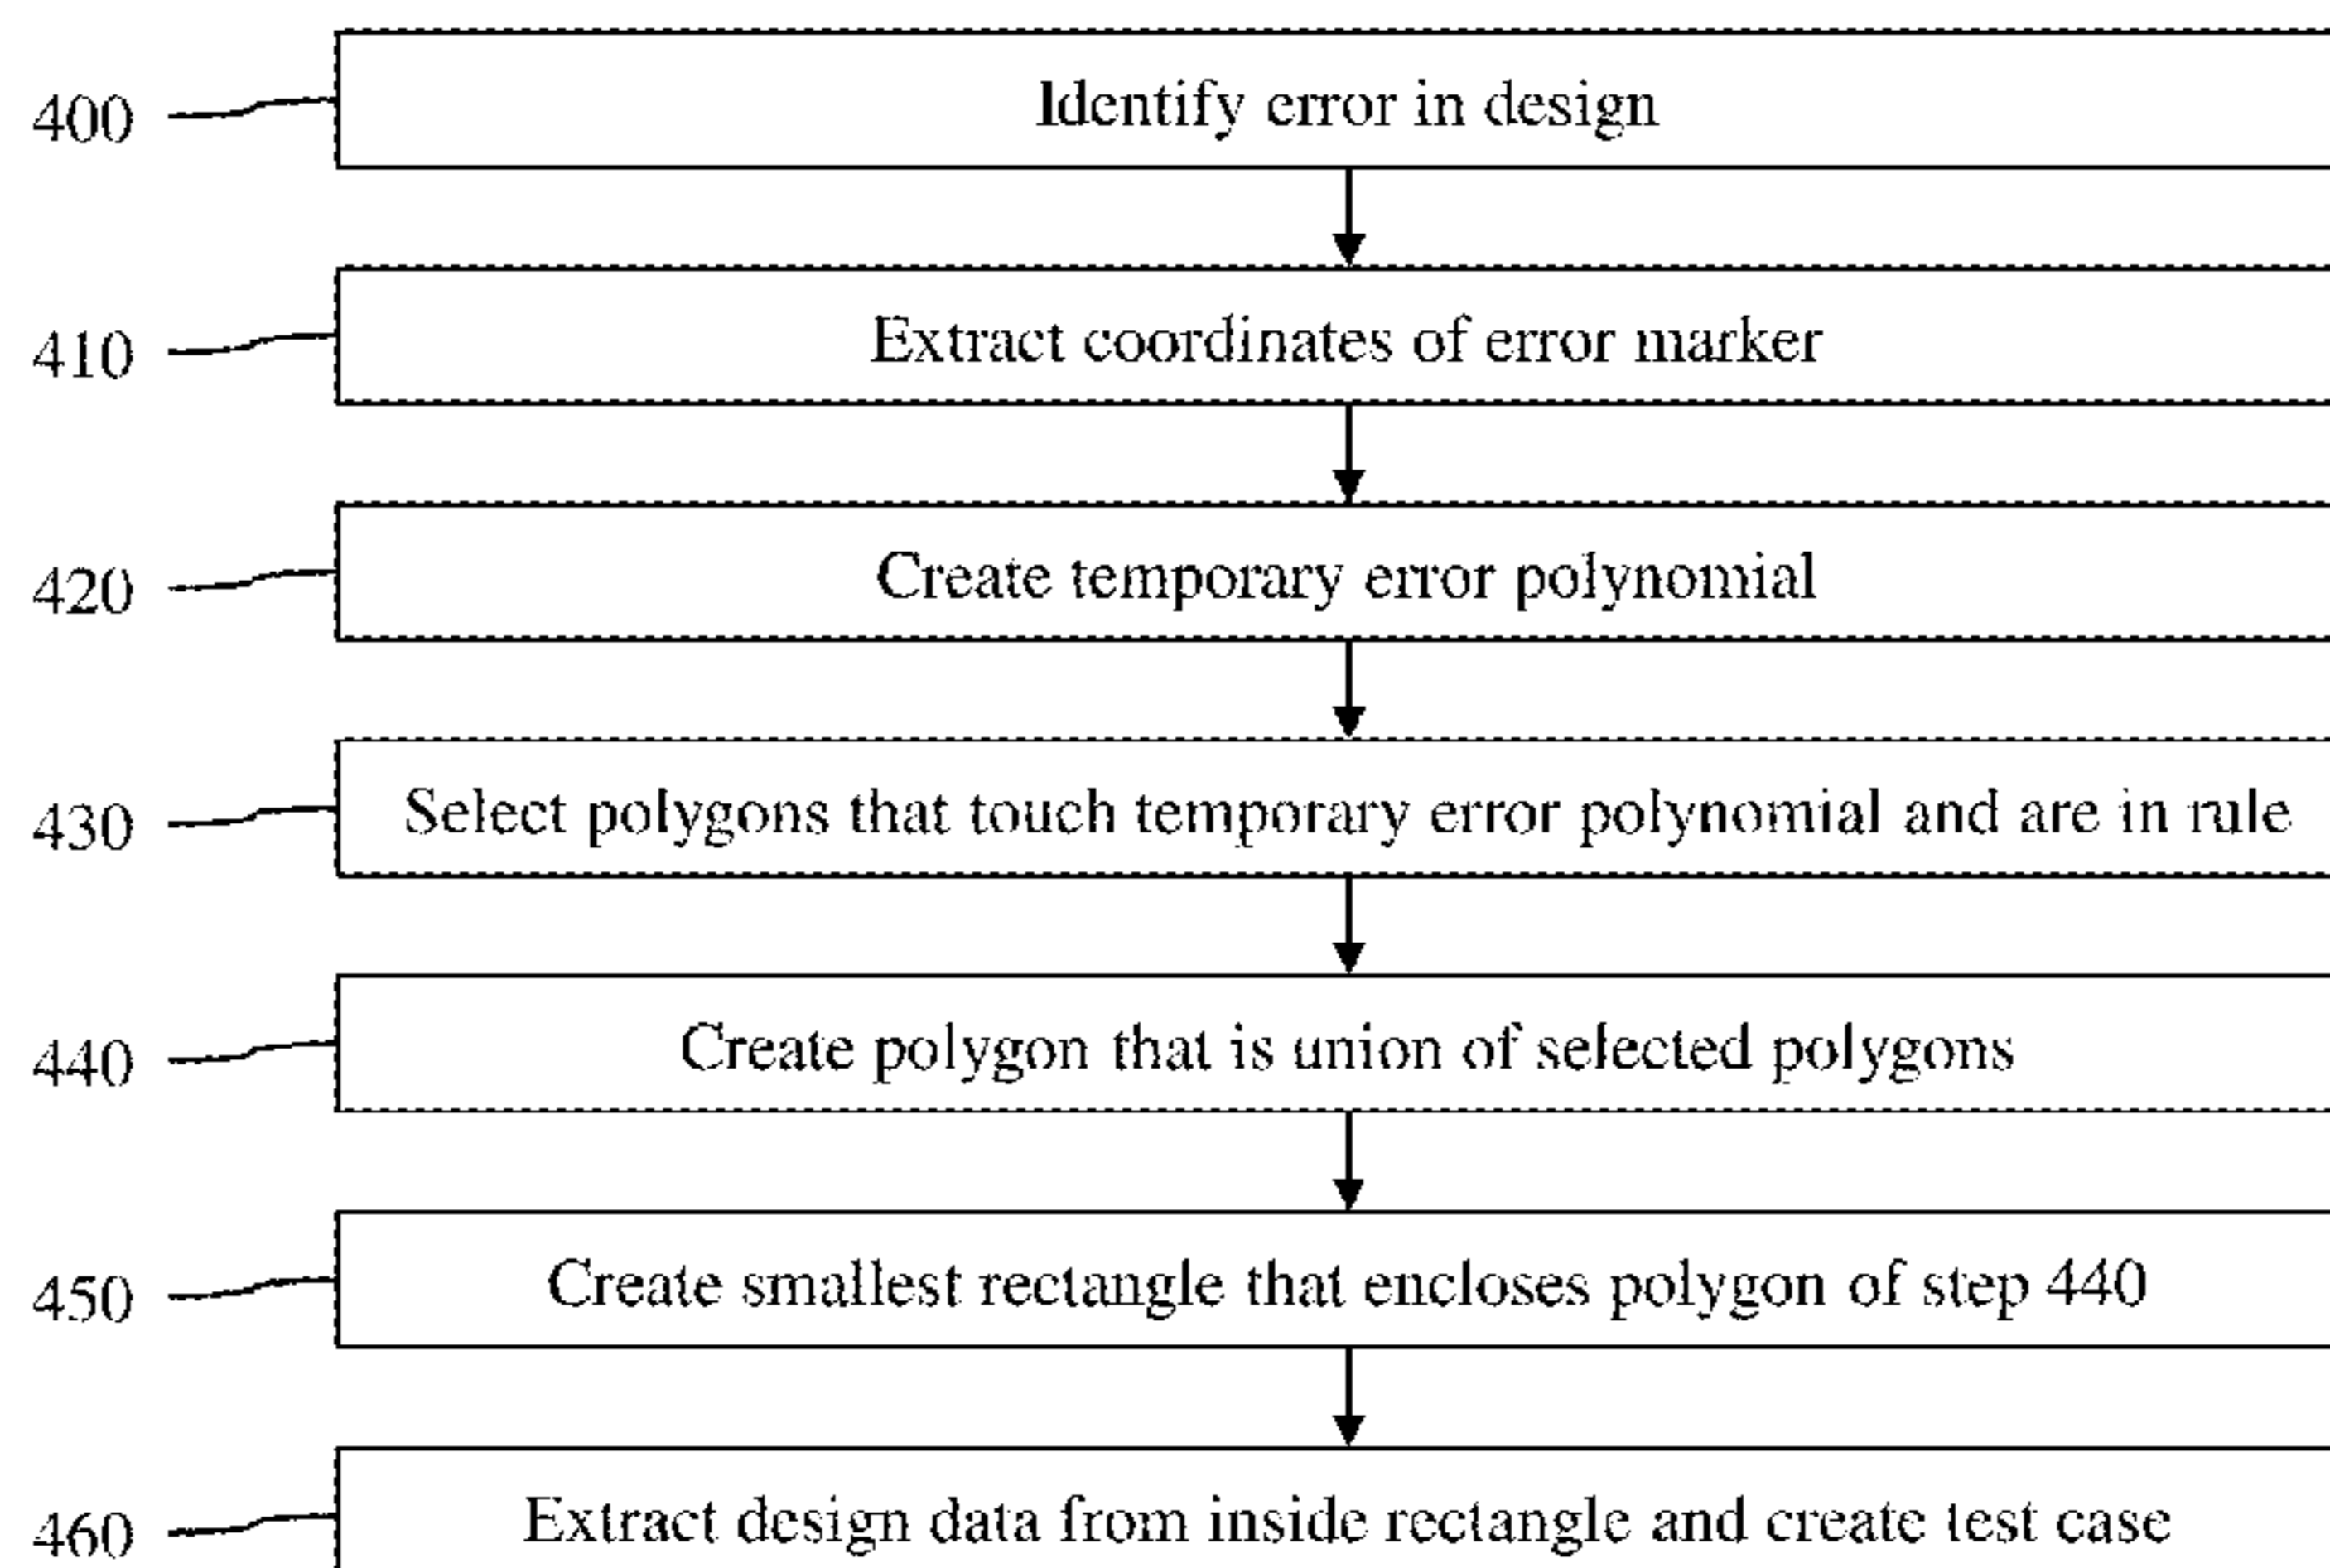 400 Identify error in design
410 Extract coordinates of error marker
420 Create temporary error polynomial
430 Select polygons that touch temporary error polynomial and are in rule
440 Create polygon that is union of selected polygons
450 Create smallest rectangle that encloses polygon of step 440
460 Extract design data from inside rectangle and create test case